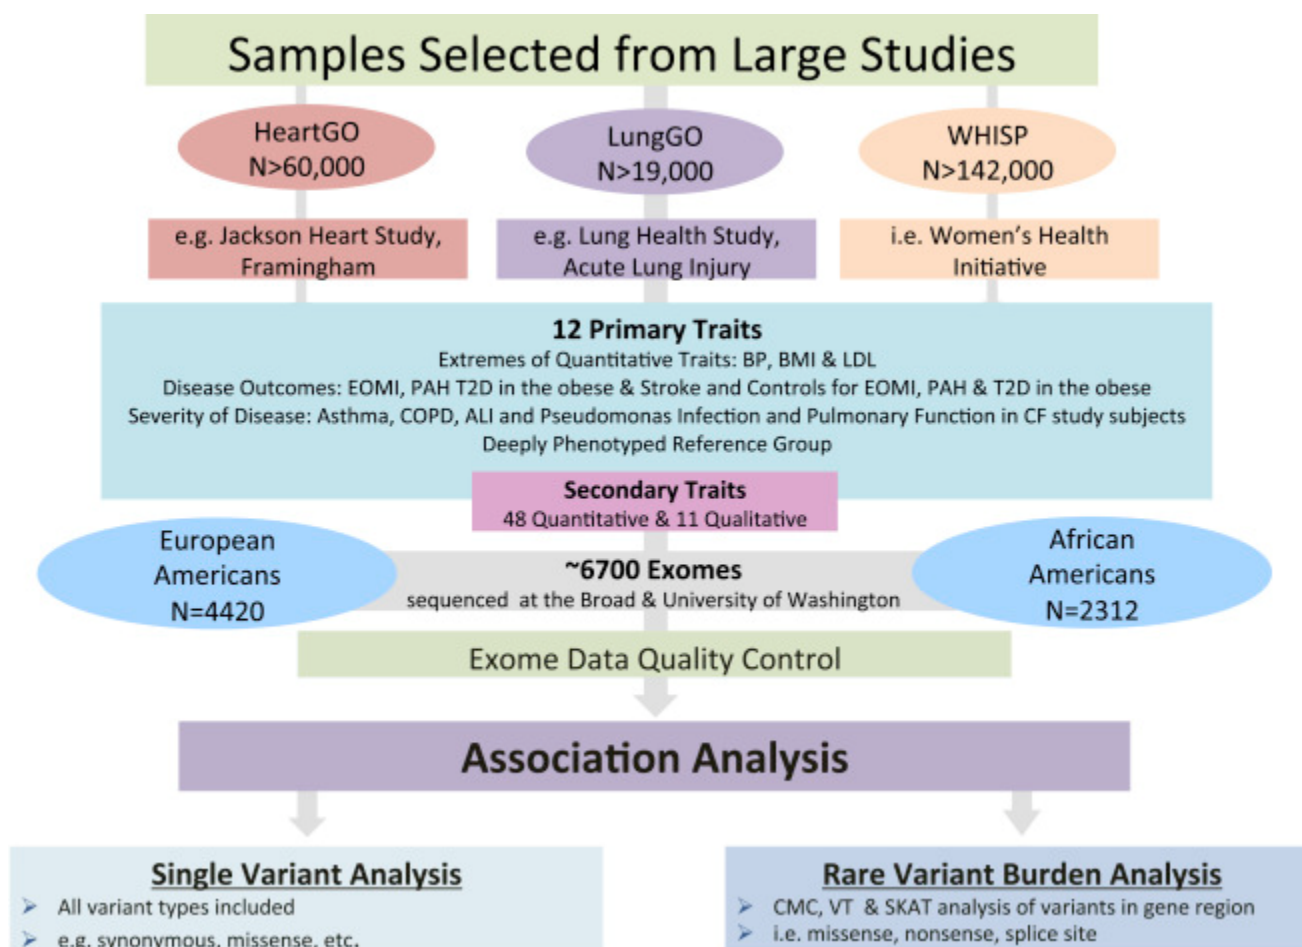 Samples Selected from Large Studies
HeartGO
N>60,000
LungGO
N>19,000
WHISP
N>142,000
e.g. Jackson Heart Study,
Framingham
e.g. Lung Health Study,
Acute Lung Injury
i.e. Women's Health
Initiative
12 Primary Traits
Extremes of Quantitative Traits: BP, BMI & LDL
Disease Outcomes: EOMI, PAH T2D in the obese & Stroke and Controls for EOMI, PAH & T2D in the obese
Severity of Disease: Asthma, COPD, ALI and Pseudomonas Infection and Pulmonary Function in CF study subjects
Deeply Phenotyped Reference Group
Secondary Traits
48 Quantitative & 11 Qualitative
European
Americans
N=4420
~6700 Exomes
sequenced at the Broad & University of Washington
African
Americans
N=2312
Exome Data Quality Control
Association Analysis
Single Variant Analysis
➢ All variant types included
➢ e.g. synonymous, missense, etc.
Rare Variant Burden Analysis
➢ CMC, VT & SKAT analysis of variants in gene region
➢ i.e. missense, nonsense, splice site